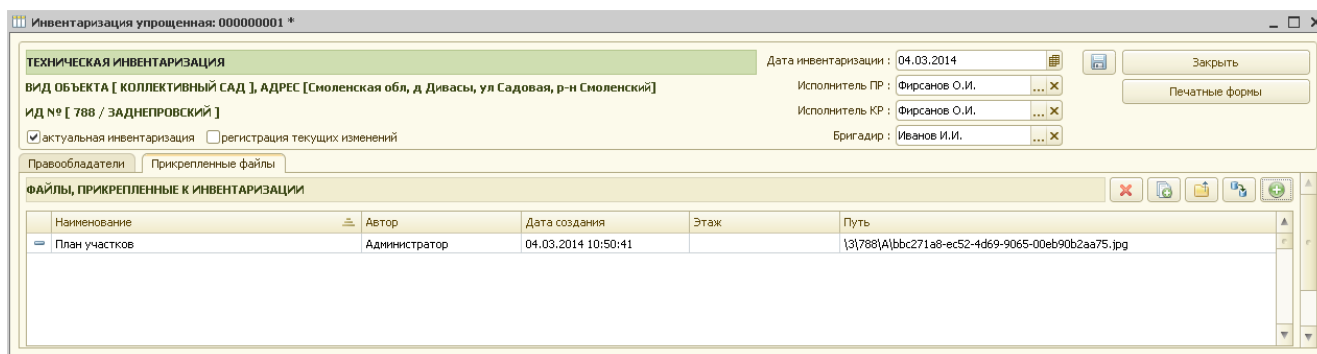 Инвентаризация упрощенная: 000000001 *
ТЕХНИЧЕСКАЯ ИНВЕНТАРИЗАЦИЯ
Дата инвентаризации : 04.03.2014
Закрыть
ВИД ОБЪЕКТА [ КОЛЛЕКТИВНЫЙ САД ], АДРЕС [Смоленская обл, д Дивасы, ул Садовая, р-н Смоленский]
Исполнитель ПР : Фирсанов О.И.
Печатные формы
ИД № [ 788 / ЗАДНЕПРОВСКИЙ ]
Исполнитель КР : Фирсанов О.И.
актуальная инвентаризация регистрация текущих изменений
Бригадир : Иванов И.И.
Правообладатели Прикрепленные файлы
ФАЙЛЫ, ПРИКРЕПЛЕННЫЕ К ИНВЕНТАРИЗАЦИИ
Наименование Автор Дата создания Этаж Путь
План участков Администратор 04.03.2014 10:50:41 \3\788\A\bbc271a8-ec52-4d69-9065-00eb90b2aa75.jpg